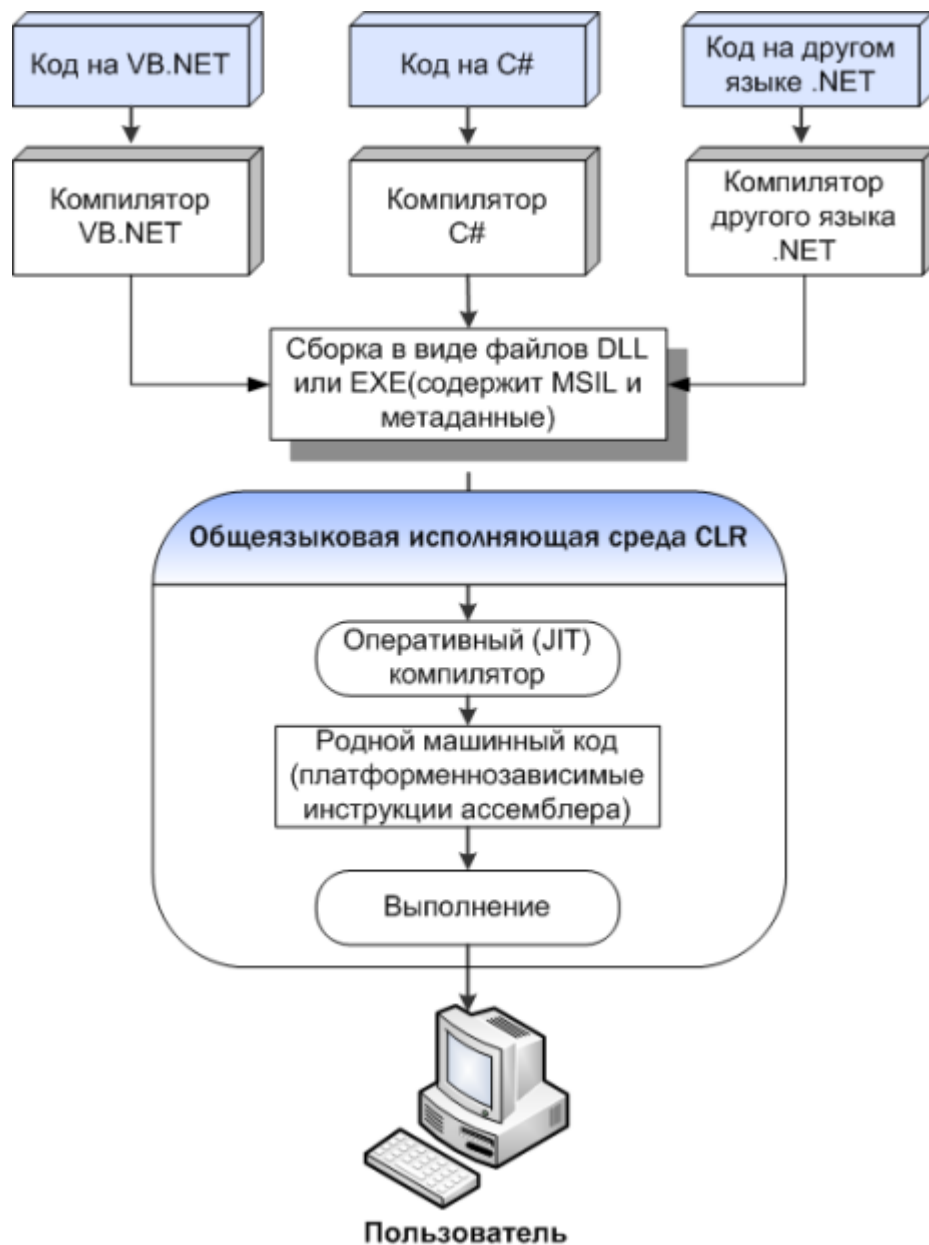 Код на VB.NET
Код на C#
Код на другом
языке .NET
Компилятор
VB.NET
Компилятор
C#
Компилятор
другого языка
.NET
Сборка в виде файлов DLL
или EXE(содержит MSIL и
метаданные)
Общеязыковая исполняющая среда CLR
Оперативный (JIT)
компилятор
Родной машинный код
(платформеннозависимые
инструкции ассемблера)
Выполнение
Пользователь